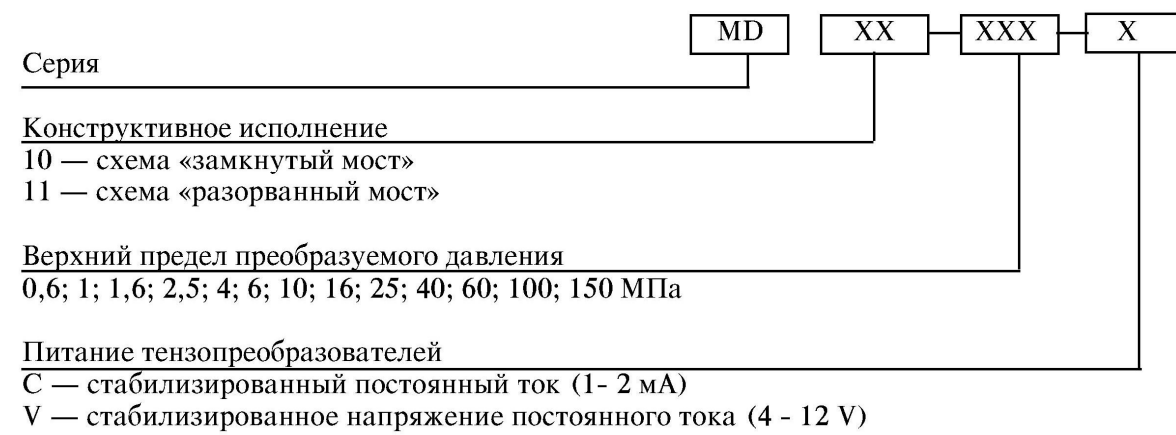 MD XX XXX X
Серия
Конструктивное исполнение
10 — схема «замкнутый мост»
11 — схема «разорванный мост»
Верхний предел преобразуемого давления
0,6; 1; 1,6; 2,5; 4; 6; 10; 16; 25; 40; 60; 100; 150 МПа
Питание тензопреобразователей
C — стабилизированный постоянный ток (1- 2 мА)
V — стабилизированное напряжение постоянного тока (4 - 12 V)